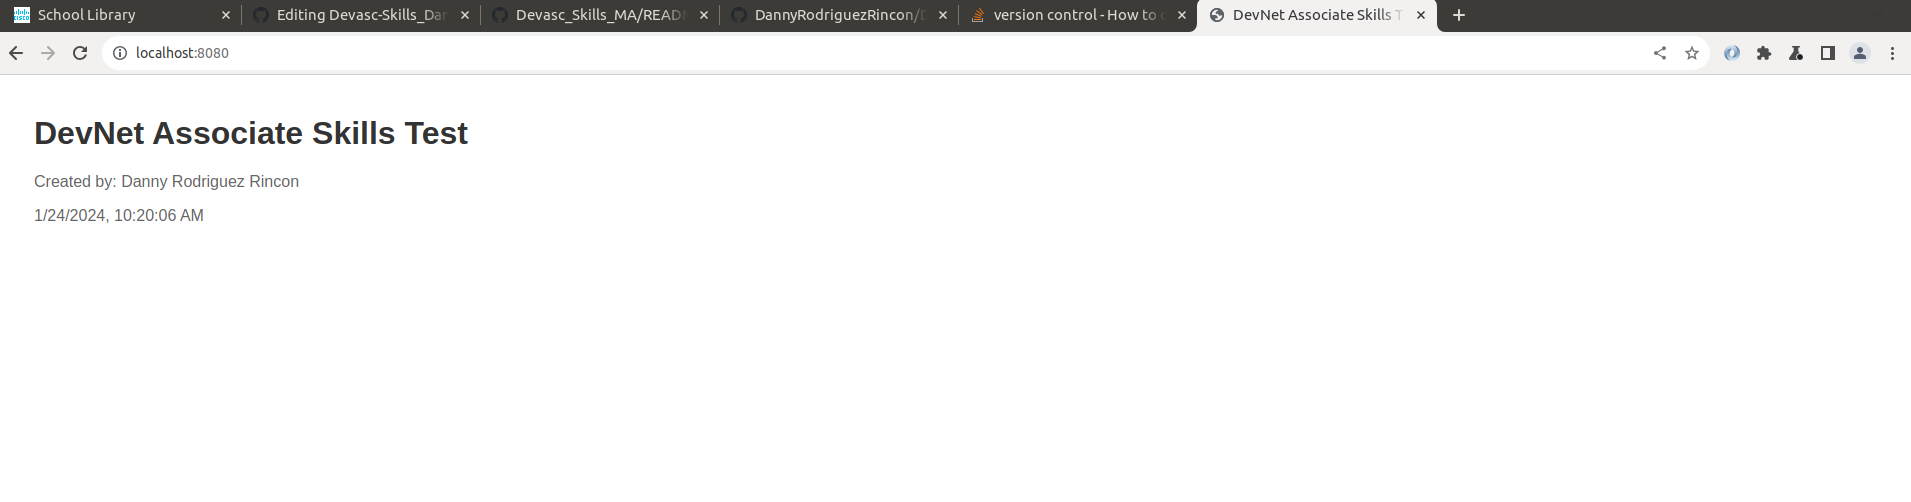 School Library
Editing Devasc-Skills_Dan
Devasc_Skills_MA/READ
DannyRodriguezRincon/
version control - How to
DevNet Associate Skills T
localhost:8080
DevNet Associate Skills Test
Created by: Danny Rodriguez Rincon
1/24/2024, 10:20:06 AM